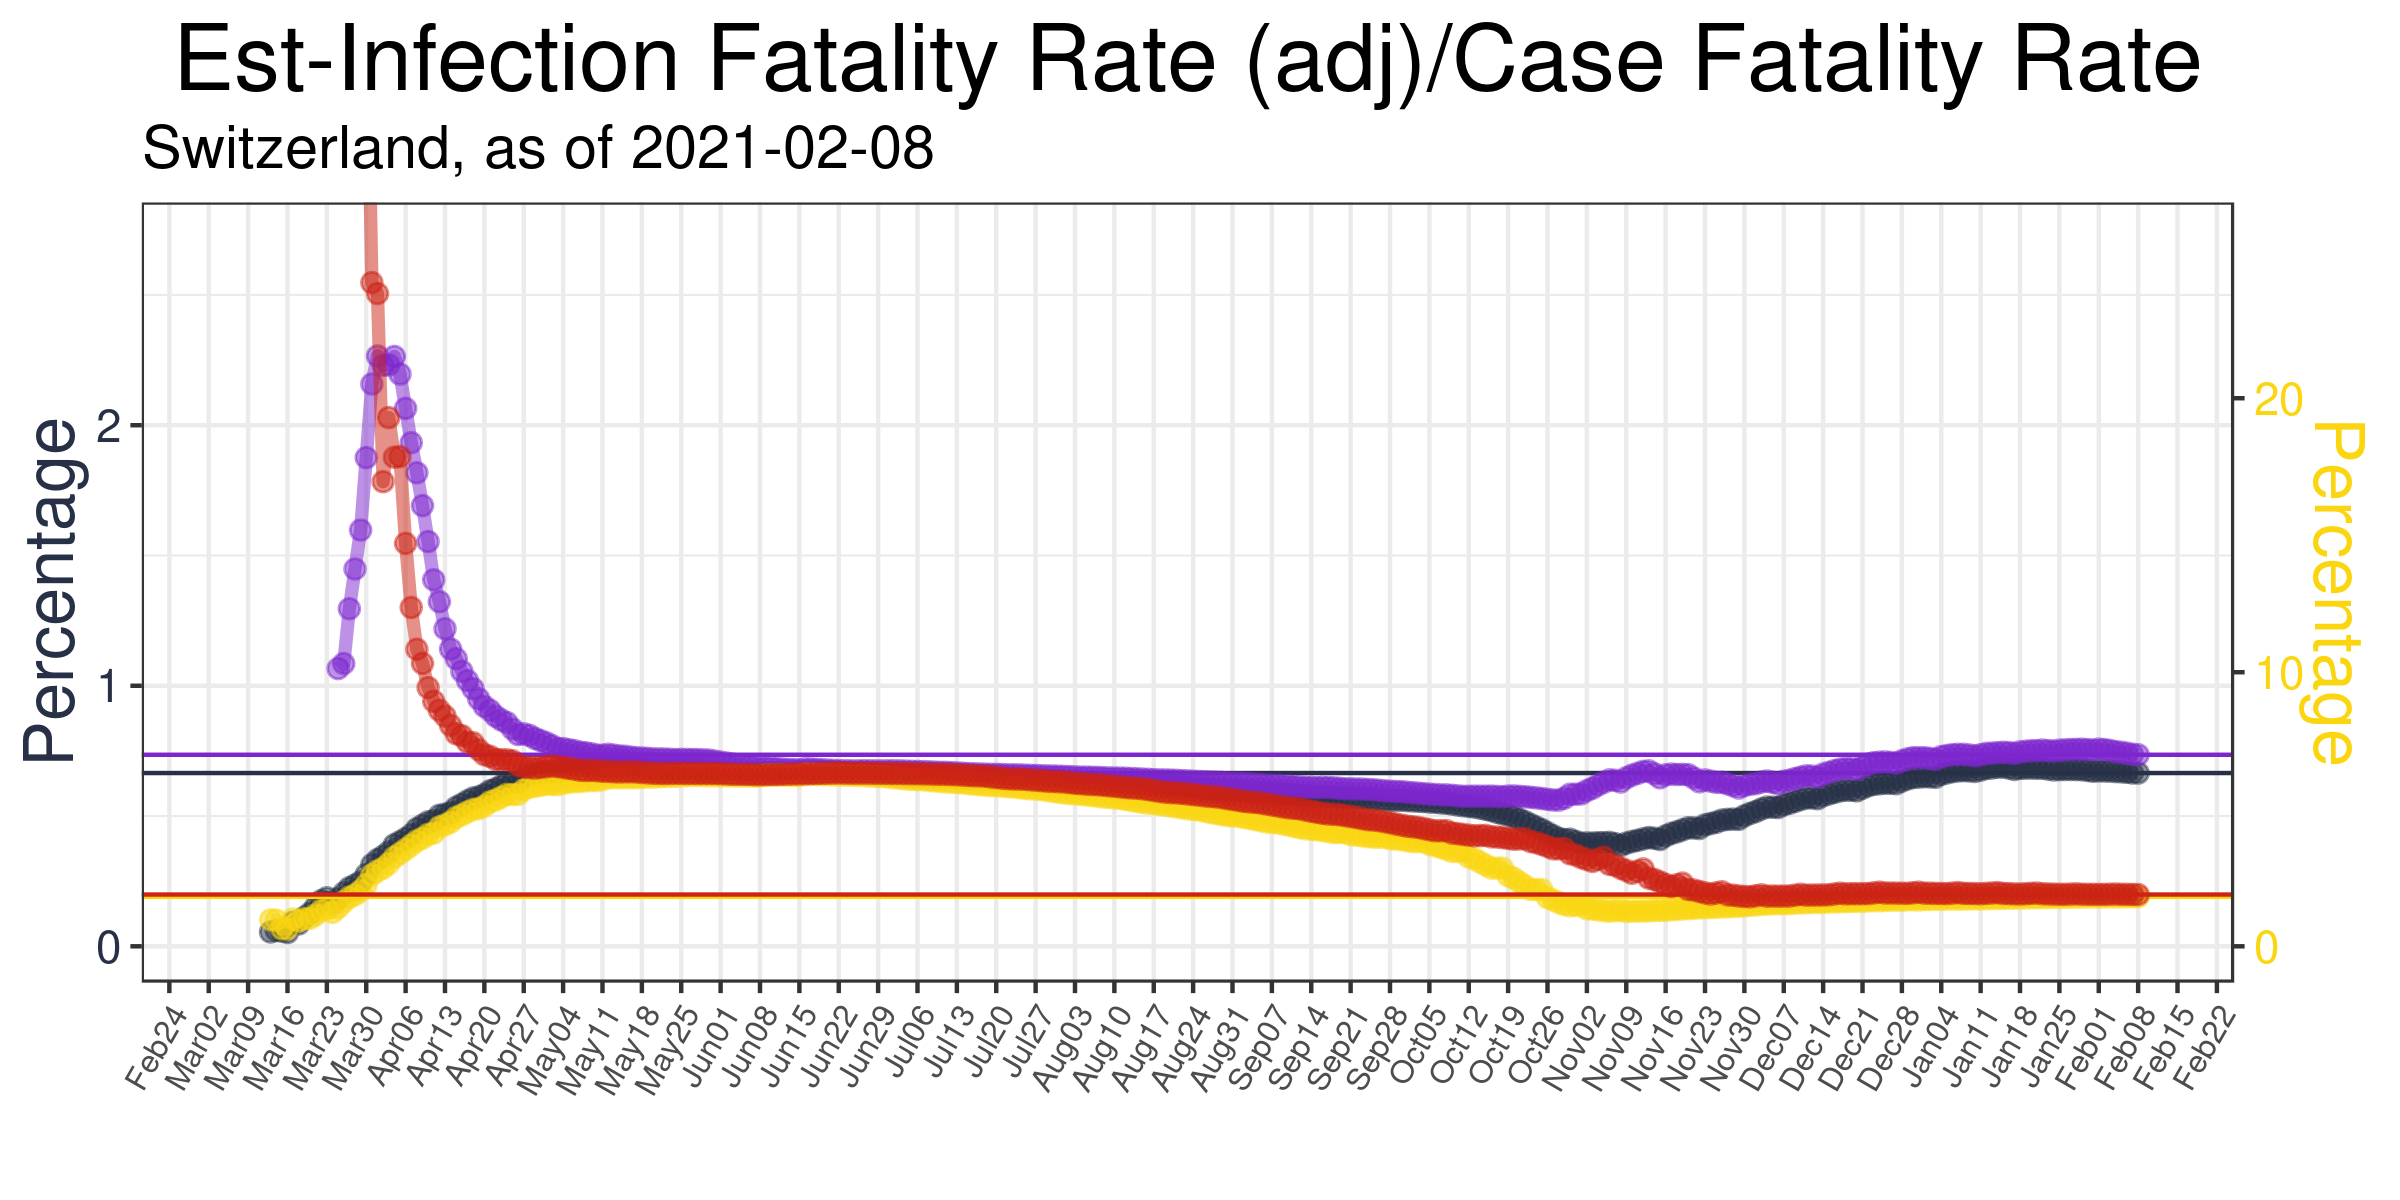 Est-Infection Fatality Rate (adj)/Case Fatality Rate
Switzerland, as of 2021-02-08
Percentage
2
1
0
20
10
0
Percentage
Feb24
Mar02
Mar09
Mar16
Mar23
Mar30
Apr06
Apr13
Apr20
Apr27
May04
May11
May18
May25
Jun01
Jun08
Jun15
Jun22
Jun29
Jul06
Jul13
Jul20
Jul27
Aug03
Aug10
Aug17
Aug24
Aug31
Sep07
Sep14
Sep21
Sep28
Oct05
Oct12
Oct19
Oct26
Nov02
Nov09
Nov16
Nov23
Nov30
Dec07
Dec14
Dec21
Dec28
Jan04
Jan11
Jan18
Jan25
Feb01
Feb08
Feb15
Feb22